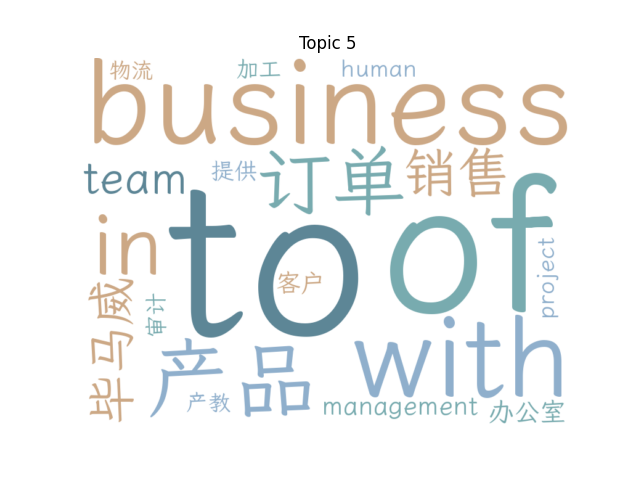 Topic 5
物流
加工
human
business
team
提供
订单
销售
in
to
of
客户
project
毕马威
审计
产品
with
产教
management
办公室